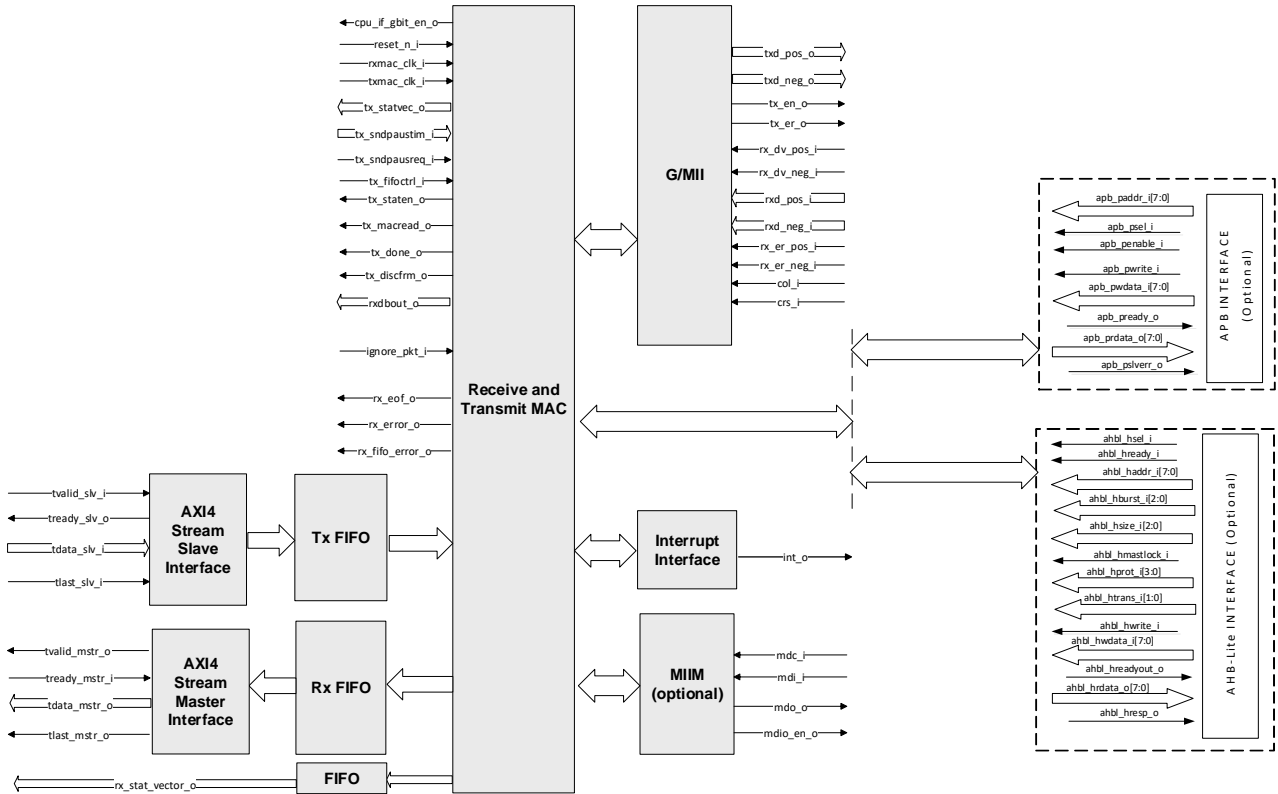 cpu_if_gbit_en_o
reset_n_i
rxmac_clk_i
txmac_clk_i
tx_statvec_o
tx_sndpaustim_i
tx_sndpausreq_i
tx_fifoctrl_i
tx_staten_o
tx_macread_o
tx_done_o
tx_discfrm_o
rxdbout_o
ignore_pkt_i
rx_eof_o
rx_error_o
rx_fifo_error_o
Receive and
Transmit MAC
G/MII
txd_pos_o
txd_neg_o
tx_en_o
tx_er_o
rx_dv_pos_i
rx_dv_neg_i
rxd_pos_i
rxd_neg_i
rx_er_pos_i
rx_er_neg_i
col_i
crs_i
apb_paddr_i[7:0]
apb_psel_i
apb_penable_i
apb_pwrite_i
apb_pwdata_i[7:0]
apb_pready_o
apb_prdata_o[7:0]
apb_pslverr_o
APB INTERFACE
(Optional)
ahbl_hsel_i
ahbl_hready_i
ahbl_haddr_i[7:0]
ahbl_hburst_i[2:0]
ahbl_hsize_i[2:0]
ahbl_hmastlock_i
ahbl_hprot_i[3:0]
ahbl_htrans_i[1:0]
ahbl_hwrite_i
ahbl_hwdata_i[7:0]
ahbl_hreadyout_o
ahbl_hrdata_o[7:0]
ahbl_hresp_o
AHB-Lite INTERFACE (Optional)
tvalid_slv_i
tready_slv_o
tdata_slv_i
tlast_slv_i
AXI4
Stream
Slave
Interface
Tx FIFO
Interrupt
Interface
int_o
tvalid_mstr_o
tready_mstr_i
tdata_mstr_o
tlast_mstr_o
AXI4
Stream
Master
Interface
Rx FIFO
MIIM
(optional)
mdc_i
mdi_i
mdo_o
mdio_en_o
rx_stat_vector_o
FIFO